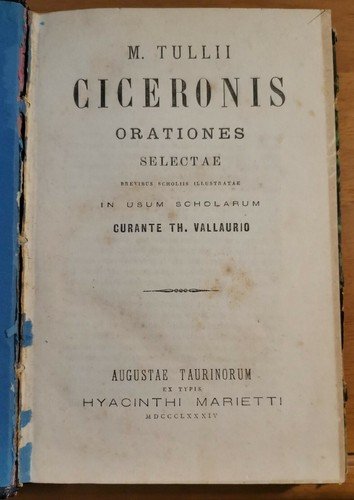 M. TULLII
CICERONIS
ORATIONES
SELECTAE
BREVIBUS SCHOLIIS ILLUSTRATAE
IN USUM SCHOLARUM
CURANTE TH. VALLAURIO
AUGUSTAE TAURINORUM
EX TYPIS
HYACINTHI MARIETTI
MDCCCLXXXIV